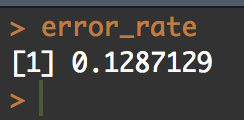 > error_rate
[1] 0.1287129
>